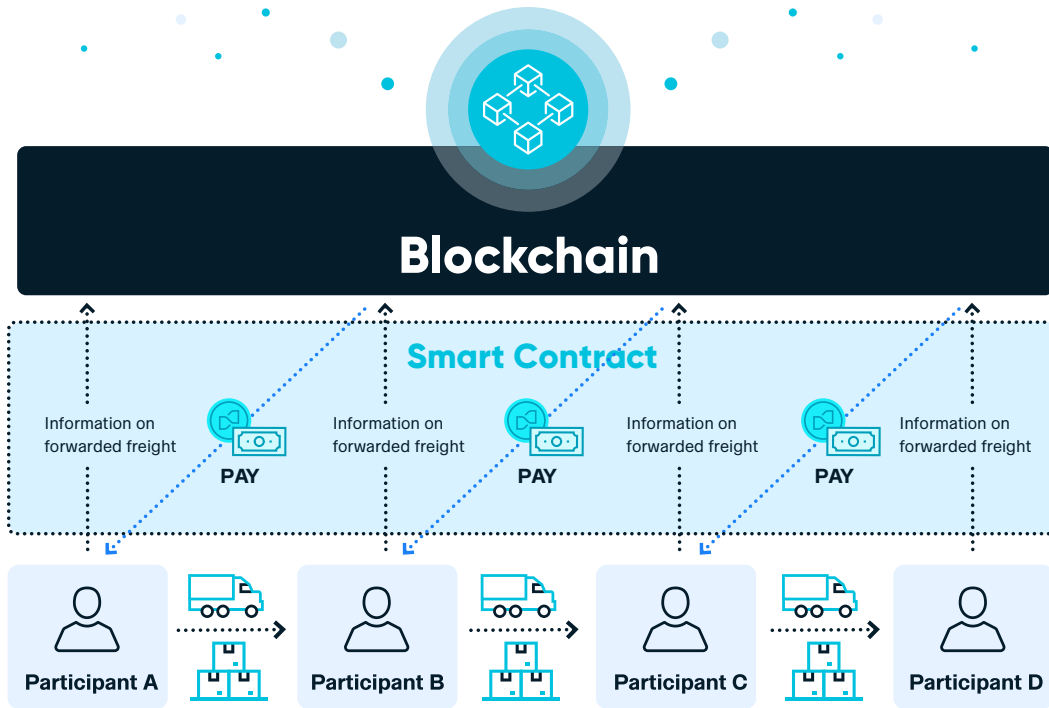 Blockchain
Smart Contract
Information on
forwarded freight
PAY
Information on
forwarded freight
PAY
Information on
forwarded freight
PAY
Information on
forwarded freight
Participant A
Participant B
Participant C
Participant D